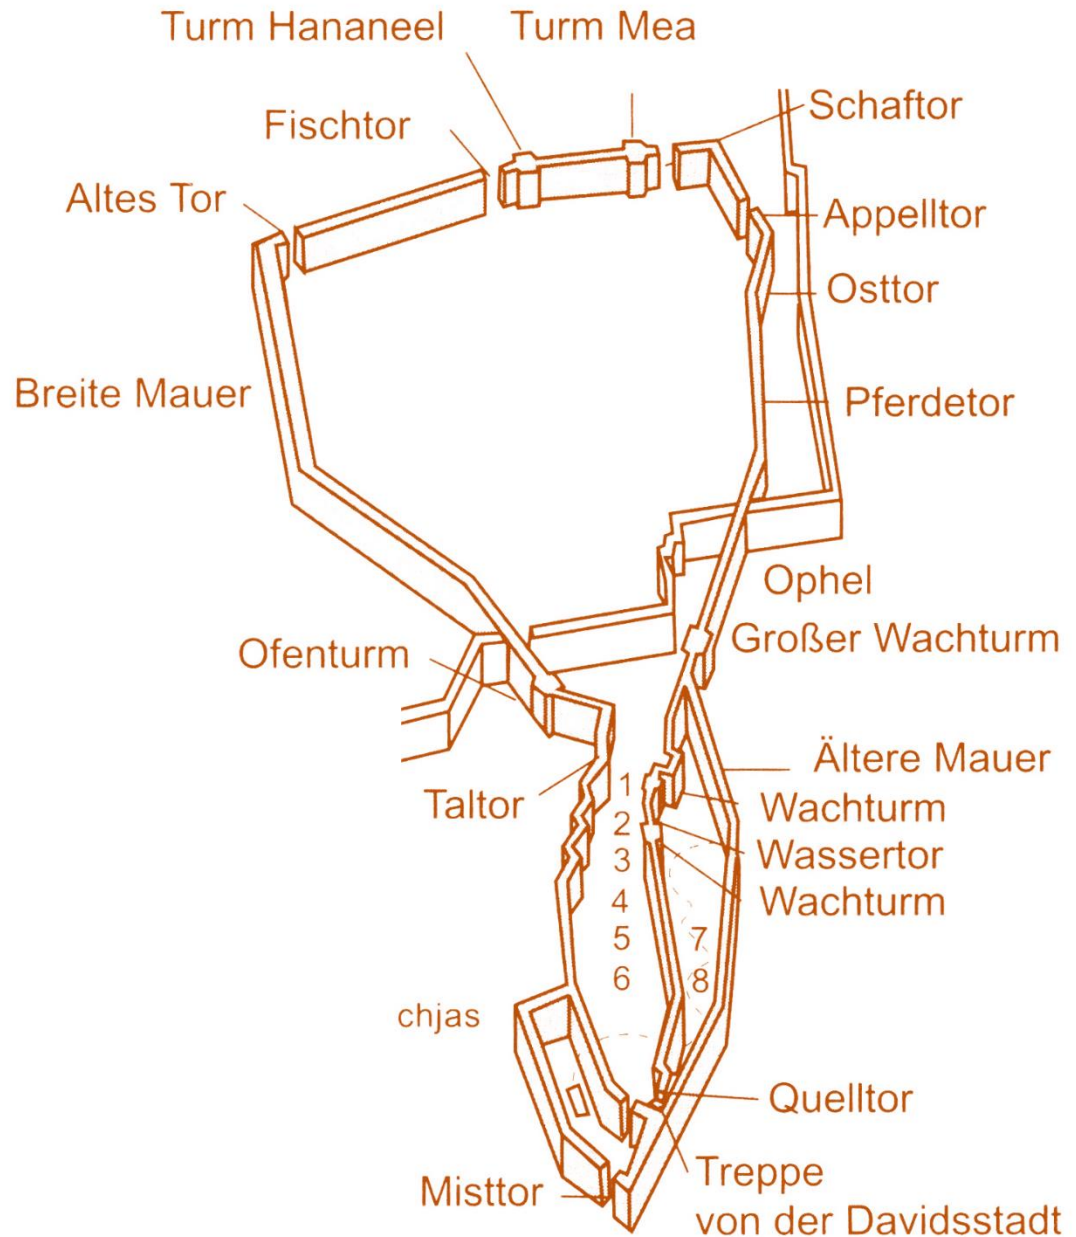 Turm Hananeel
Turm Mea
Schaftor
Fischtor
Altes Tor
Appelltor
Osttor
Breite Mauer
Pferdetor
Ophel
Großer Wachturm
Ofenturm
Ältere Mauer
Taltor
1
Wachturm
2
Wassertor
3
Wachturm
4
5
7
6
8
chjas
Quelltor
Misttor
Treppe
von der Davidsstadt